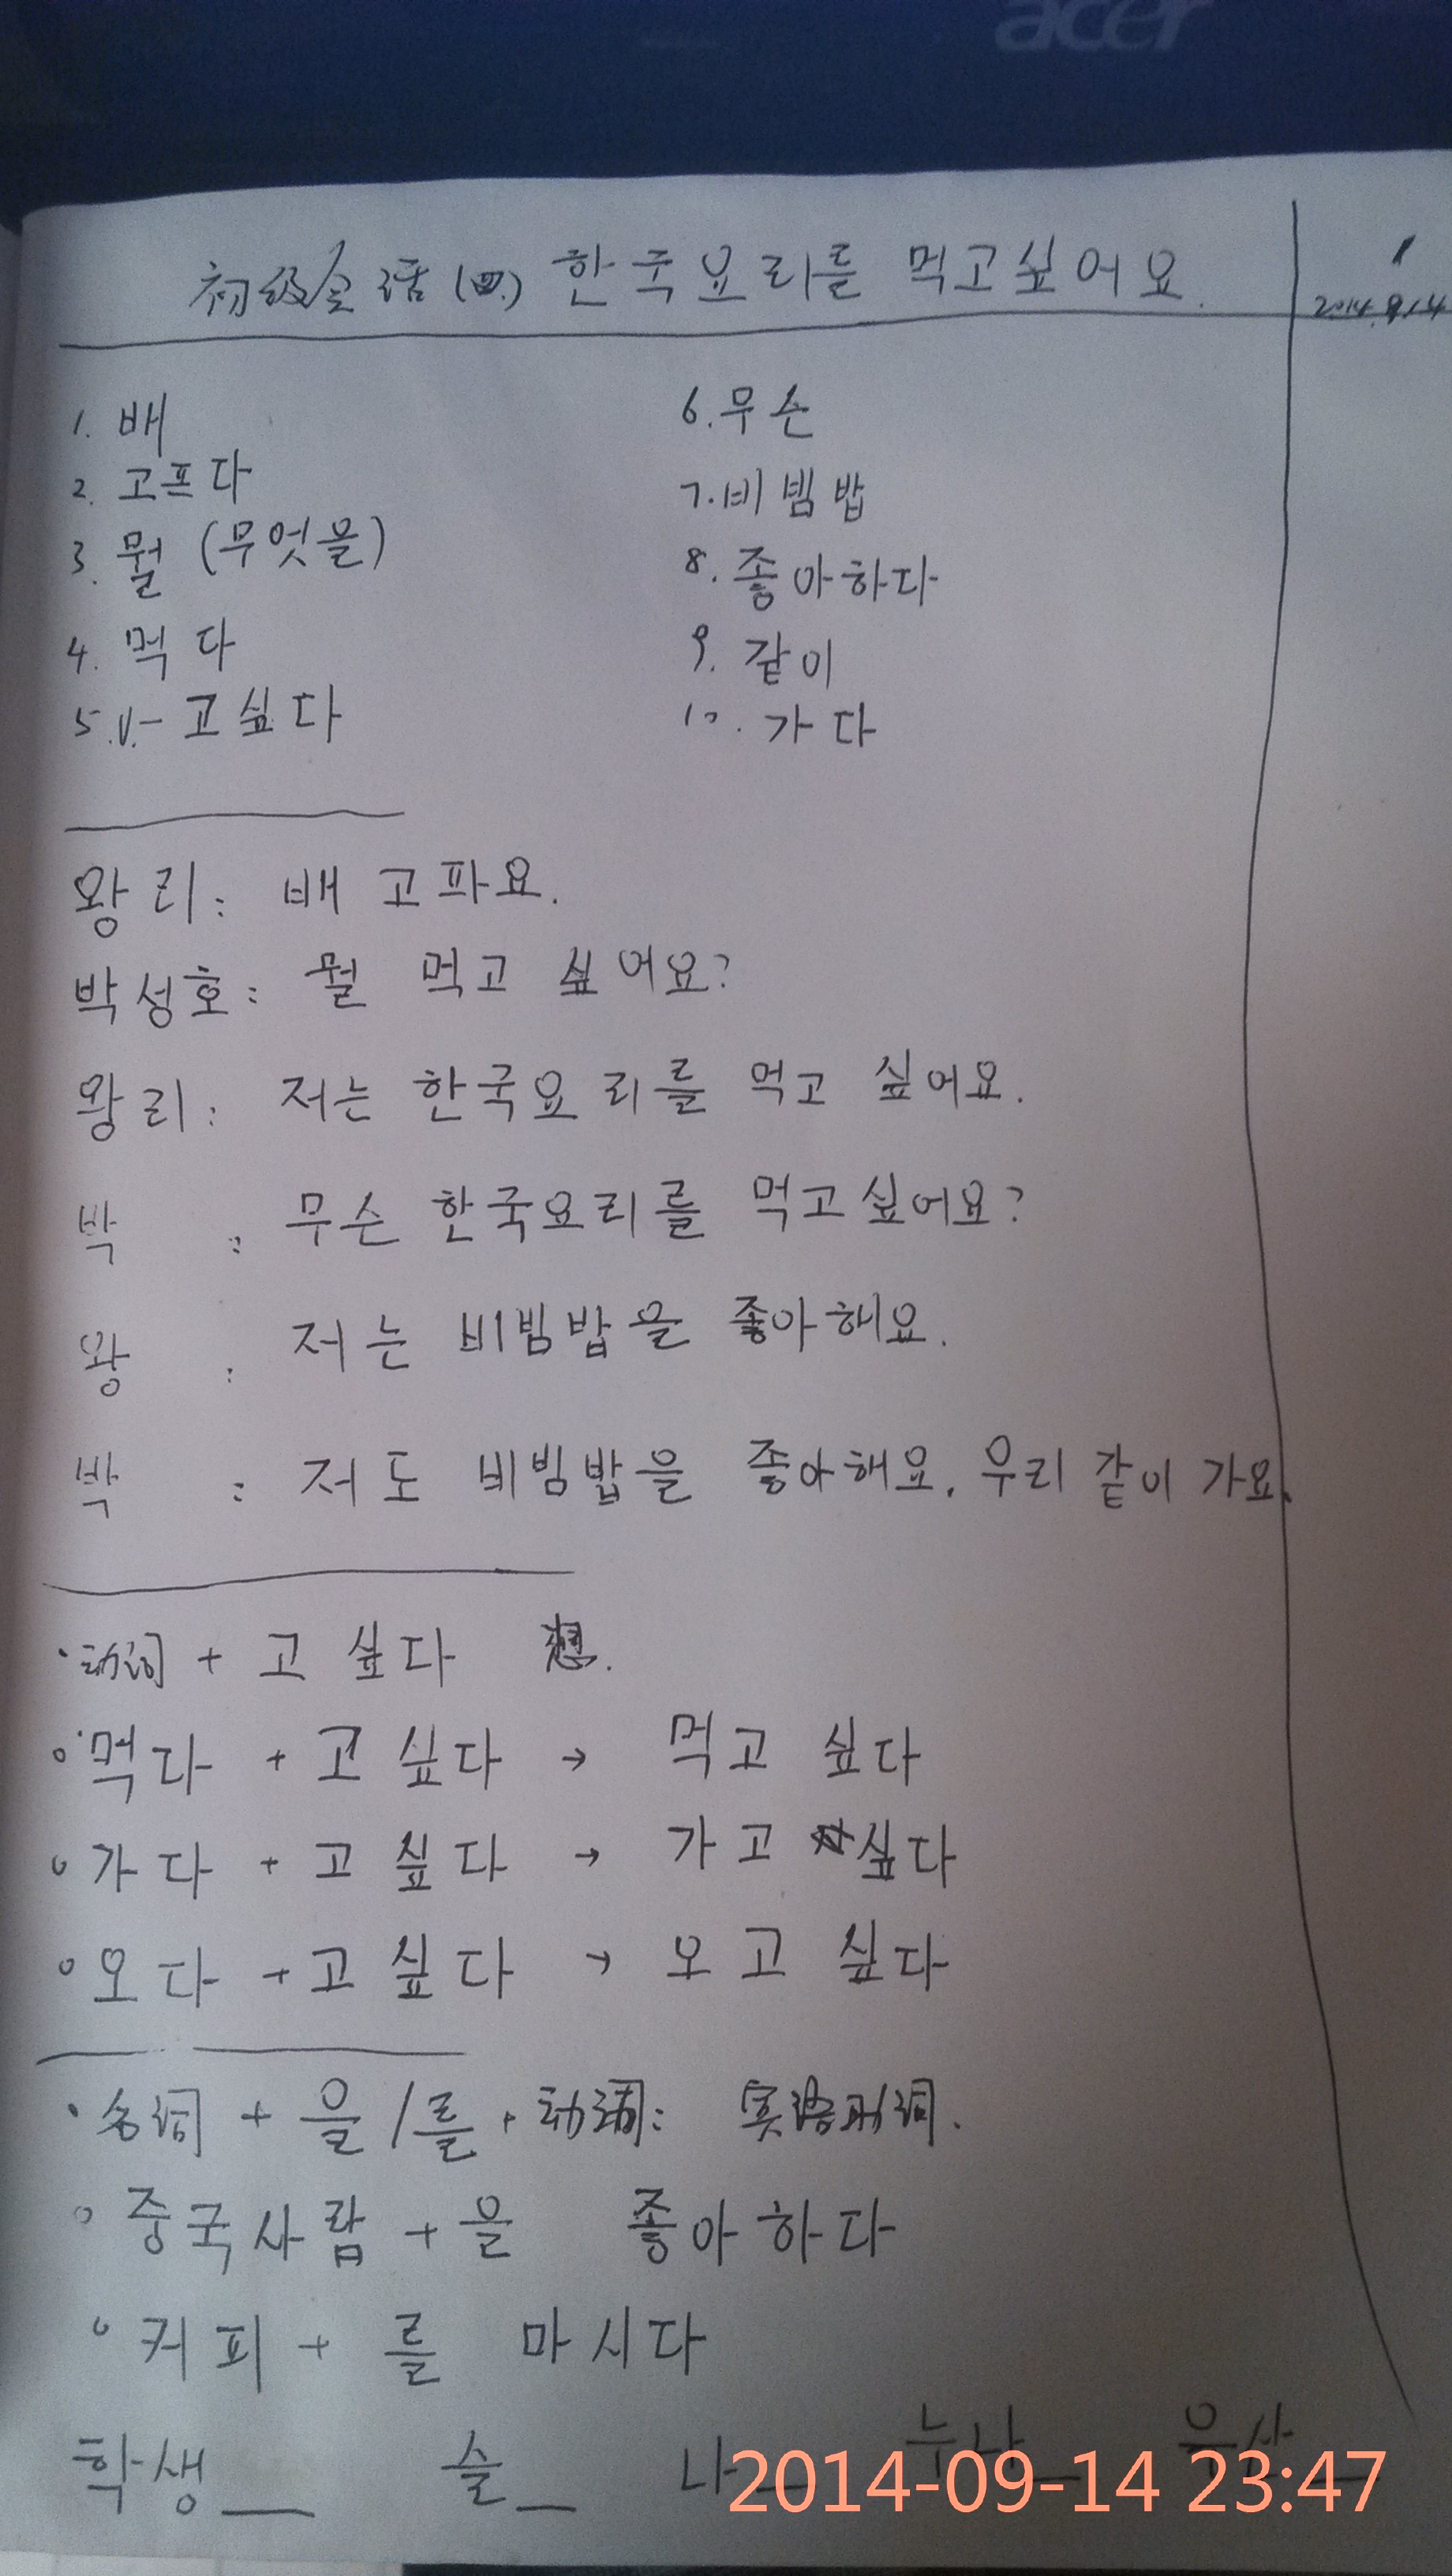 acer
初级会话(四) 한국요리를 먹고싶어요.
2014.9.14
1. 배
2. 고프다
3. 뭘 (무엇을)
4. 먹다
5. v.- 고싶다
6. 무슨
7. 비빔밥
8. 좋아하다
9. 같이
10. 가다
왕리: 배 고파요.
박성호: 뭘 먹고 싶어요?
왕리: 저는 한국요리를 먹고 싶어요.
박 : 무슨 한국요리를 먹고싶어요?
왕 : 저는 비빔밥을 좋아해요.
박 : 저도 비빔밥을 좋아해요. 우리 같이 가요.
·动词 + 고 싶다 想.
먹다 + 고 싶다 → 먹고 싶다
가다 + 고 싶다 → 가고 싶다
오다 + 고 싶다 → 오고 싶다
·名词 + 을/를 + 动词: 宾格助词.
중국사람 + 을 좋아하다
커피 + 를 마시다
학생__ 술__ 나__ 누나__ 우산__
2014-09-14 23:47